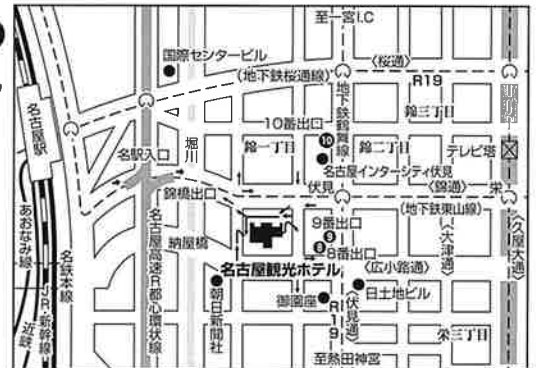 至一宮I.C
国際センタービル
〈桜通〉
(地下鉄桜通線)
R19
地下鉄鶴舞線
錦三丁目
10番出口
10
名古屋駅
名駅入口
堀川
錦一丁目
錦二丁目
テレビ塔
名古屋インターシティ伏見
伏見
〈錦通〉
栄
錦橋出口
(地下鉄東山線)
あおなみ線
名鉄本線
名古屋高速R都心環状線
納屋橋
9番出口
9
8
8番出口
〈大津通〉
〈久屋大通〉
名古屋観光ホテル
〈広小路通〉
JR・新幹線
近鉄
朝日新聞社
御園座
R19
〈伏見通〉
日土地ビル
栄三丁目
至熱田神宮